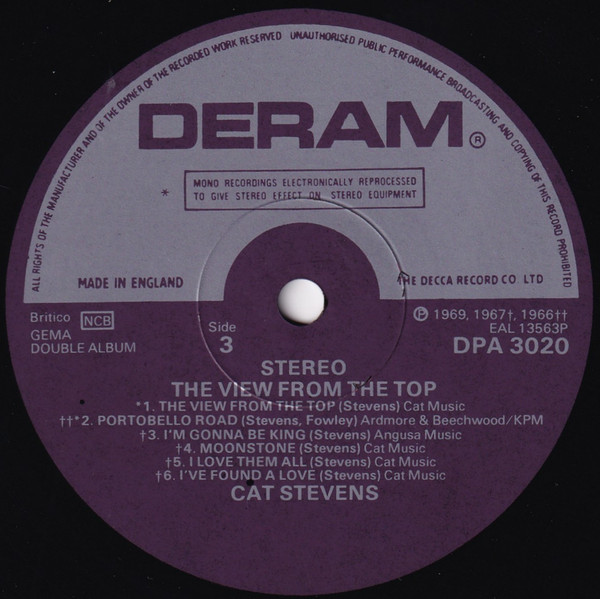 ALL RIGHTS OF THE MANUFACTURER AND OF THE OWNER OF THE RECORDED WORK RESERVED UNAUTHORISED PUBLIC PERFORMANCE BROADCASTING AND COPYING OF THIS RECORD PROHIBITED
DERAM®
* MONO RECORDINGS ELECTRONICALLY REPROCESSED
TO GIVE STEREO EFFECT ON STEREO EQUIPMENT
MADE IN ENGLAND
THE DECCA RECORD CO LTD
Britico NCB
GEMA
DOUBLE ALBUM
Side
3
℗ 1969, 1967†, 1966††
EAL 13563P
DPA 3020
STEREO
THE VIEW FROM THE TOP
*1. THE VIEW FROM THE TOP (Stevens) Cat Music
††*2. PORTOBELLO ROAD (Stevens, Fowley) Ardmore & Beechwood/KPM
†3. I'M GONNA BE KING (Stevens) Angusa Music
†4. MOONSTONE (Stevens) Cat Music
†5. I LOVE THEM ALL (Stevens) Cat Music
†6. I'VE FOUND A LOVE (Stevens) Cat Music
CAT STEVENS